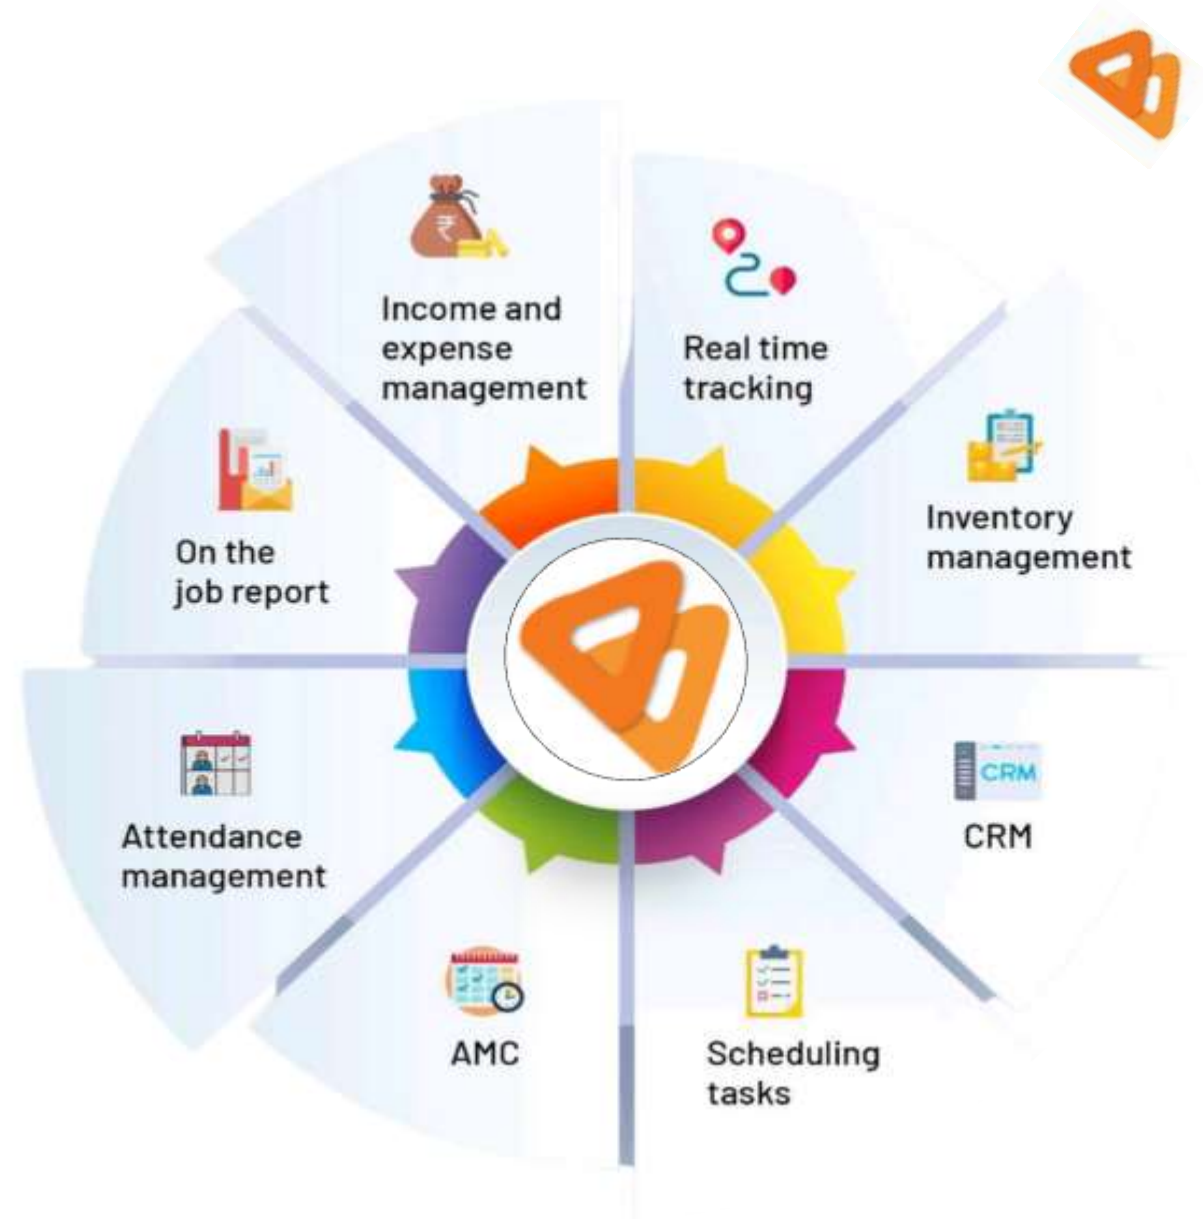 Income and
expense
management
Real time
tracking
Inventory
management
CRM
CRM
Scheduling
tasks
AMC
Attendance
management
On the
job report
₹